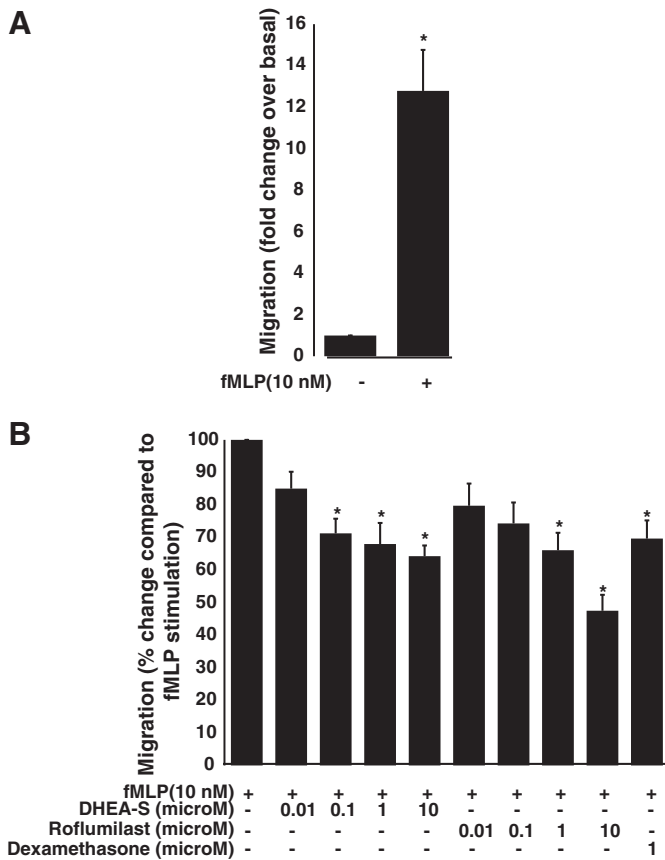 A
Migration (fold change over basal)
16
14
12
10
8
6
4
2
0
*
fMLP(10 nM) - +
B
Migration (% change compared to
fMLP stimulation)
100
90
80
70
60
50
40
30
20
10
0
* * * * * *
fMLP(10 nM) + + + + + + + + + +
DHEA-S (microM) - 0.01 0.1 1 10 - - - - -
Roflumilast (microM) - - - - - 0.01 0.1 1 10 -
Dexamethasone (microM) - - - - - - - - - 1